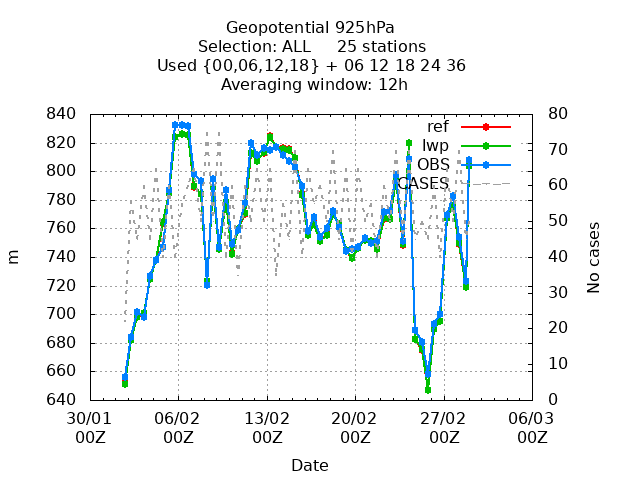 Geopotential 925hPa
Selection: ALL 25 stations
Used {00,06,12,18} + 06 12 18 24 36
Averaging window: 12h
840
820
800
780
760
740
720
700
680
660
640
m
80
70
60
50
40
30
20
10
0
No cases
ref
lwp
OBS
CASES
30/01 06/02 13/02 20/02 27/02 06/03
00Z 00Z 00Z 00Z 00Z 00Z
Date